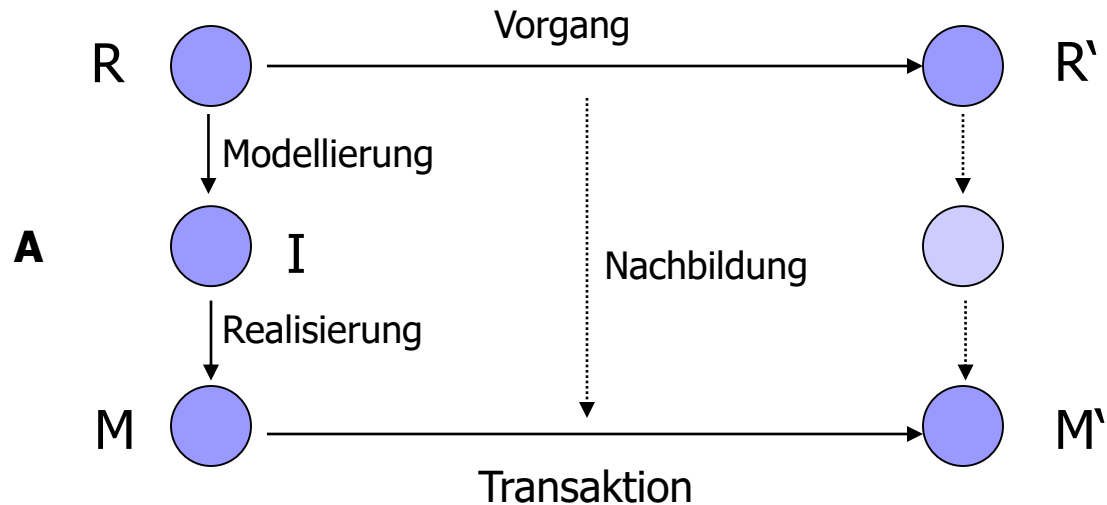 Vorgang
R
R‘
Modellierung
A
I
Nachbildung
Realisierung
M
M‘
Transaktion